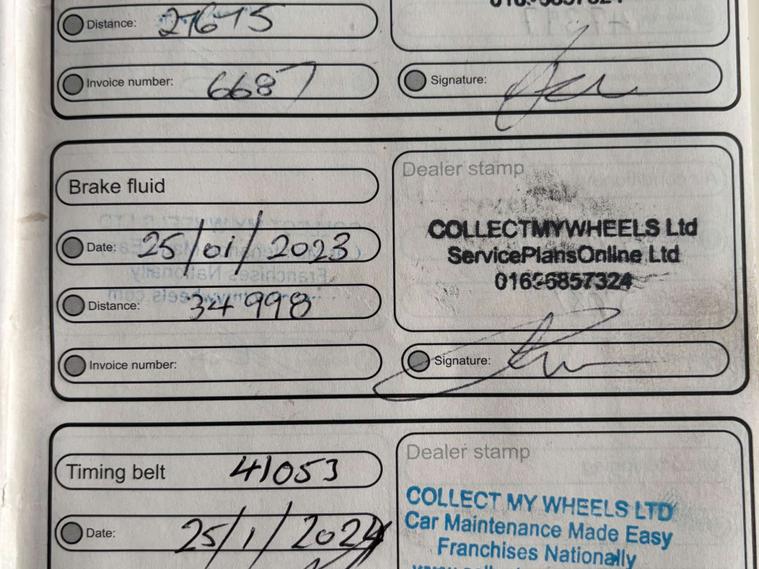 Distance: 27675
Invoice number: 6687
Signature:
Brake fluid
Date: 25/01/2023
Distance: 34998
Invoice number:
Dealer stamp
COLLECTMYWHEELS Ltd
ServicePlansOnline Ltd
01636857324
Signature:
Timing belt 41053
Date: 25/1/2024
Dealer stamp
COLLECT MY WHEELS LTD
Car Maintenance Made Easy
Franchises Nationally